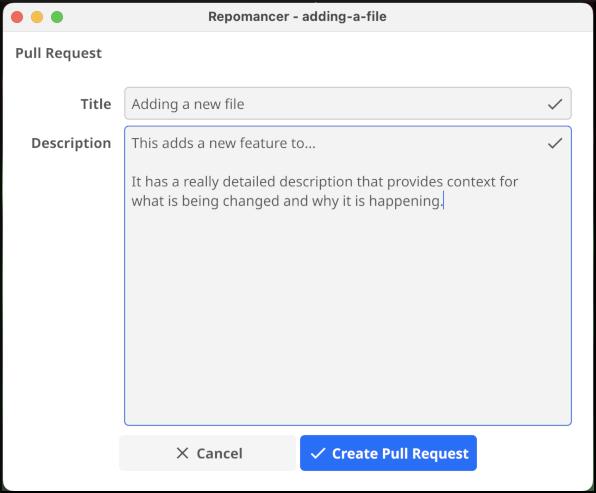 Repomancer - adding-a-file
Pull Request
Title
Adding a new file
Description
This adds a new feature to...
It has a really detailed description that provides context for
what is being changed and why it is happening.
Cancel
Create Pull Request